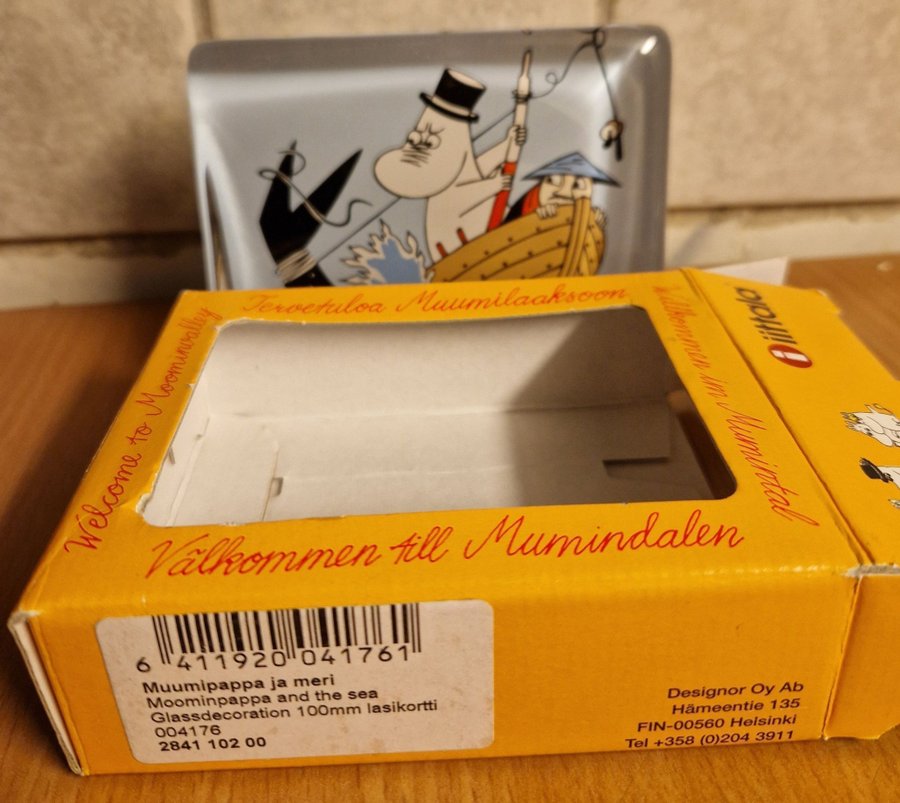 Tervetuloa Muumilaaksoon
Welcome to Moominvalley
Willkommen im Mumintal
Välkommen till Mumindalen
i iittala
6 411920 041761
Muumipappa ja meri
Moominpappa and the sea
Glassdecoration 100mm lasikortti
004176
2841 102 00
Designor Oy Ab
Hämeentie 135
FIN-00560 Helsinki
Tel +358 (0)204 3911